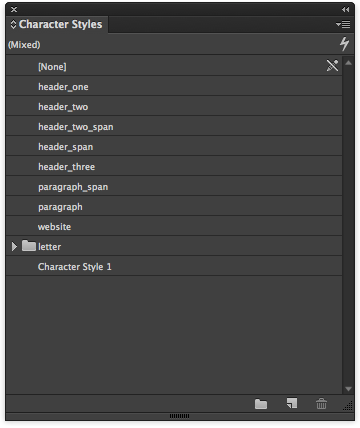 Character Styles
(Mixed)
[None]
header_one
header_two
header_two_span
header_span
header_three
paragraph_span
paragraph
website
letter
Character Style 1